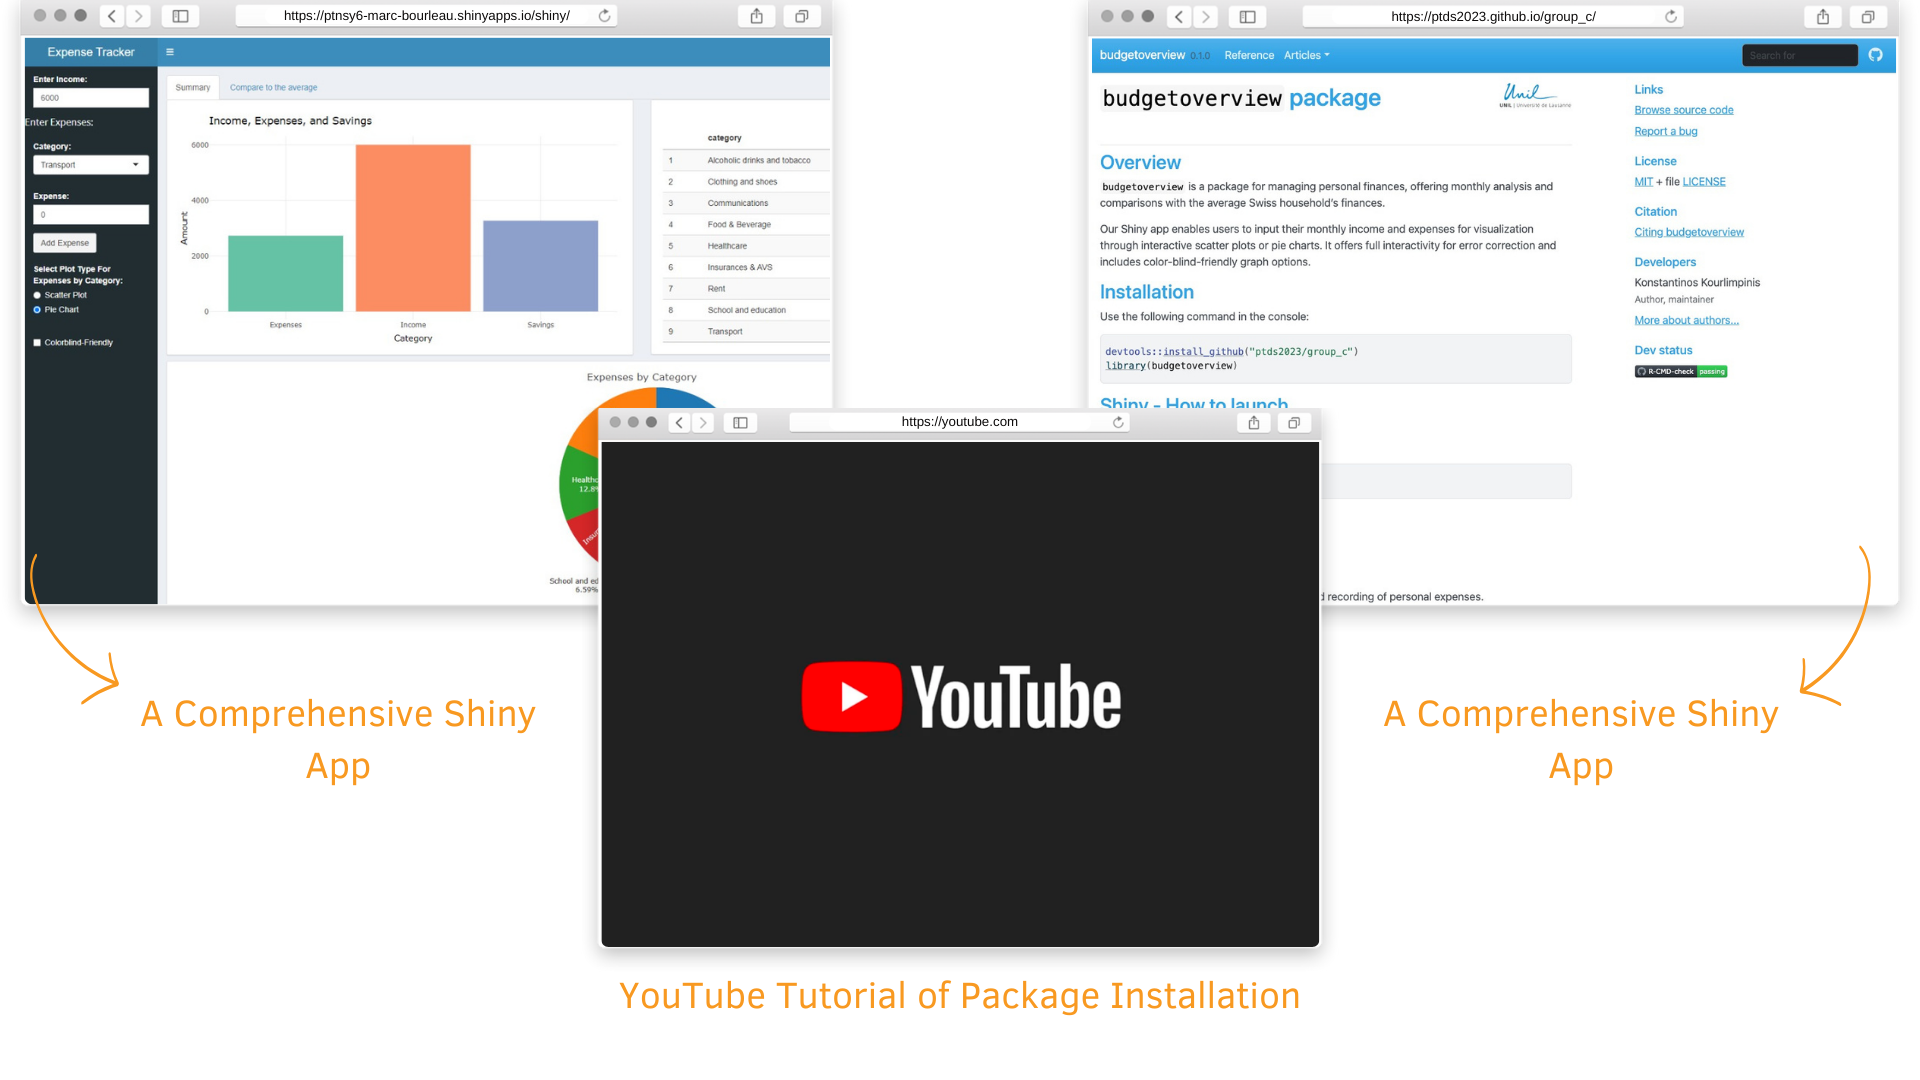 https://ptnsy6-marc-bourleau.shinyapps.io/shiny/
Expense Tracker
Enter Income:
6000
Enter Expenses:
Category:
Transport
Expense:
0
Add Expense
Select Plot Type For
Expenses by Category:
Scatter Plot
Pie Chart
Colorblind-Friendly
Summary
Compare to the average
Income, Expenses, and Savings
6000
4000
2000
0
Amount
Expenses
Income
Savings
Category
category
1 Alcoholic drinks and tobacco
2 Clothing and shoes
3 Communications
4 Food & Beverage
5 Healthcare
6 Insurances & AVS
7 Rent
8 School and education
9 Transport
Expenses by Category
Healthc
12.8%
Insur
School and ed
6.59%
https://ptds2023.github.io/group_c/
budgetoverview 0.1.0 Reference Articles
Search for
budgetoverview package
Unil
UNIL | Université de Lausanne
Overview
budgetoverview is a package for managing personal finances, offering monthly analysis and
comparisons with the average Swiss household's finances.
Our Shiny app enables users to input their monthly income and expenses for visualization
through interactive scatter plots or pie charts. It offers full interactivity for error correction and
includes color-blind-friendly graph options.
Installation
Use the following command in the console:
devtools::install_github("ptds2023/group_c")
library(budgetoverview)
Shiny - How to launch
d recording of personal expenses.
Links
Browse source code
Report a bug
License
MIT + file LICENSE
Citation
Citing budgetoverview
Developers
Konstantinos Kourlimpinis
Author, maintainer
More about authors...
Dev status
R-CMD-check passing
https://youtube.com
YouTube
A Comprehensive Shiny
App
A Comprehensive Shiny
App
YouTube Tutorial of Package Installation